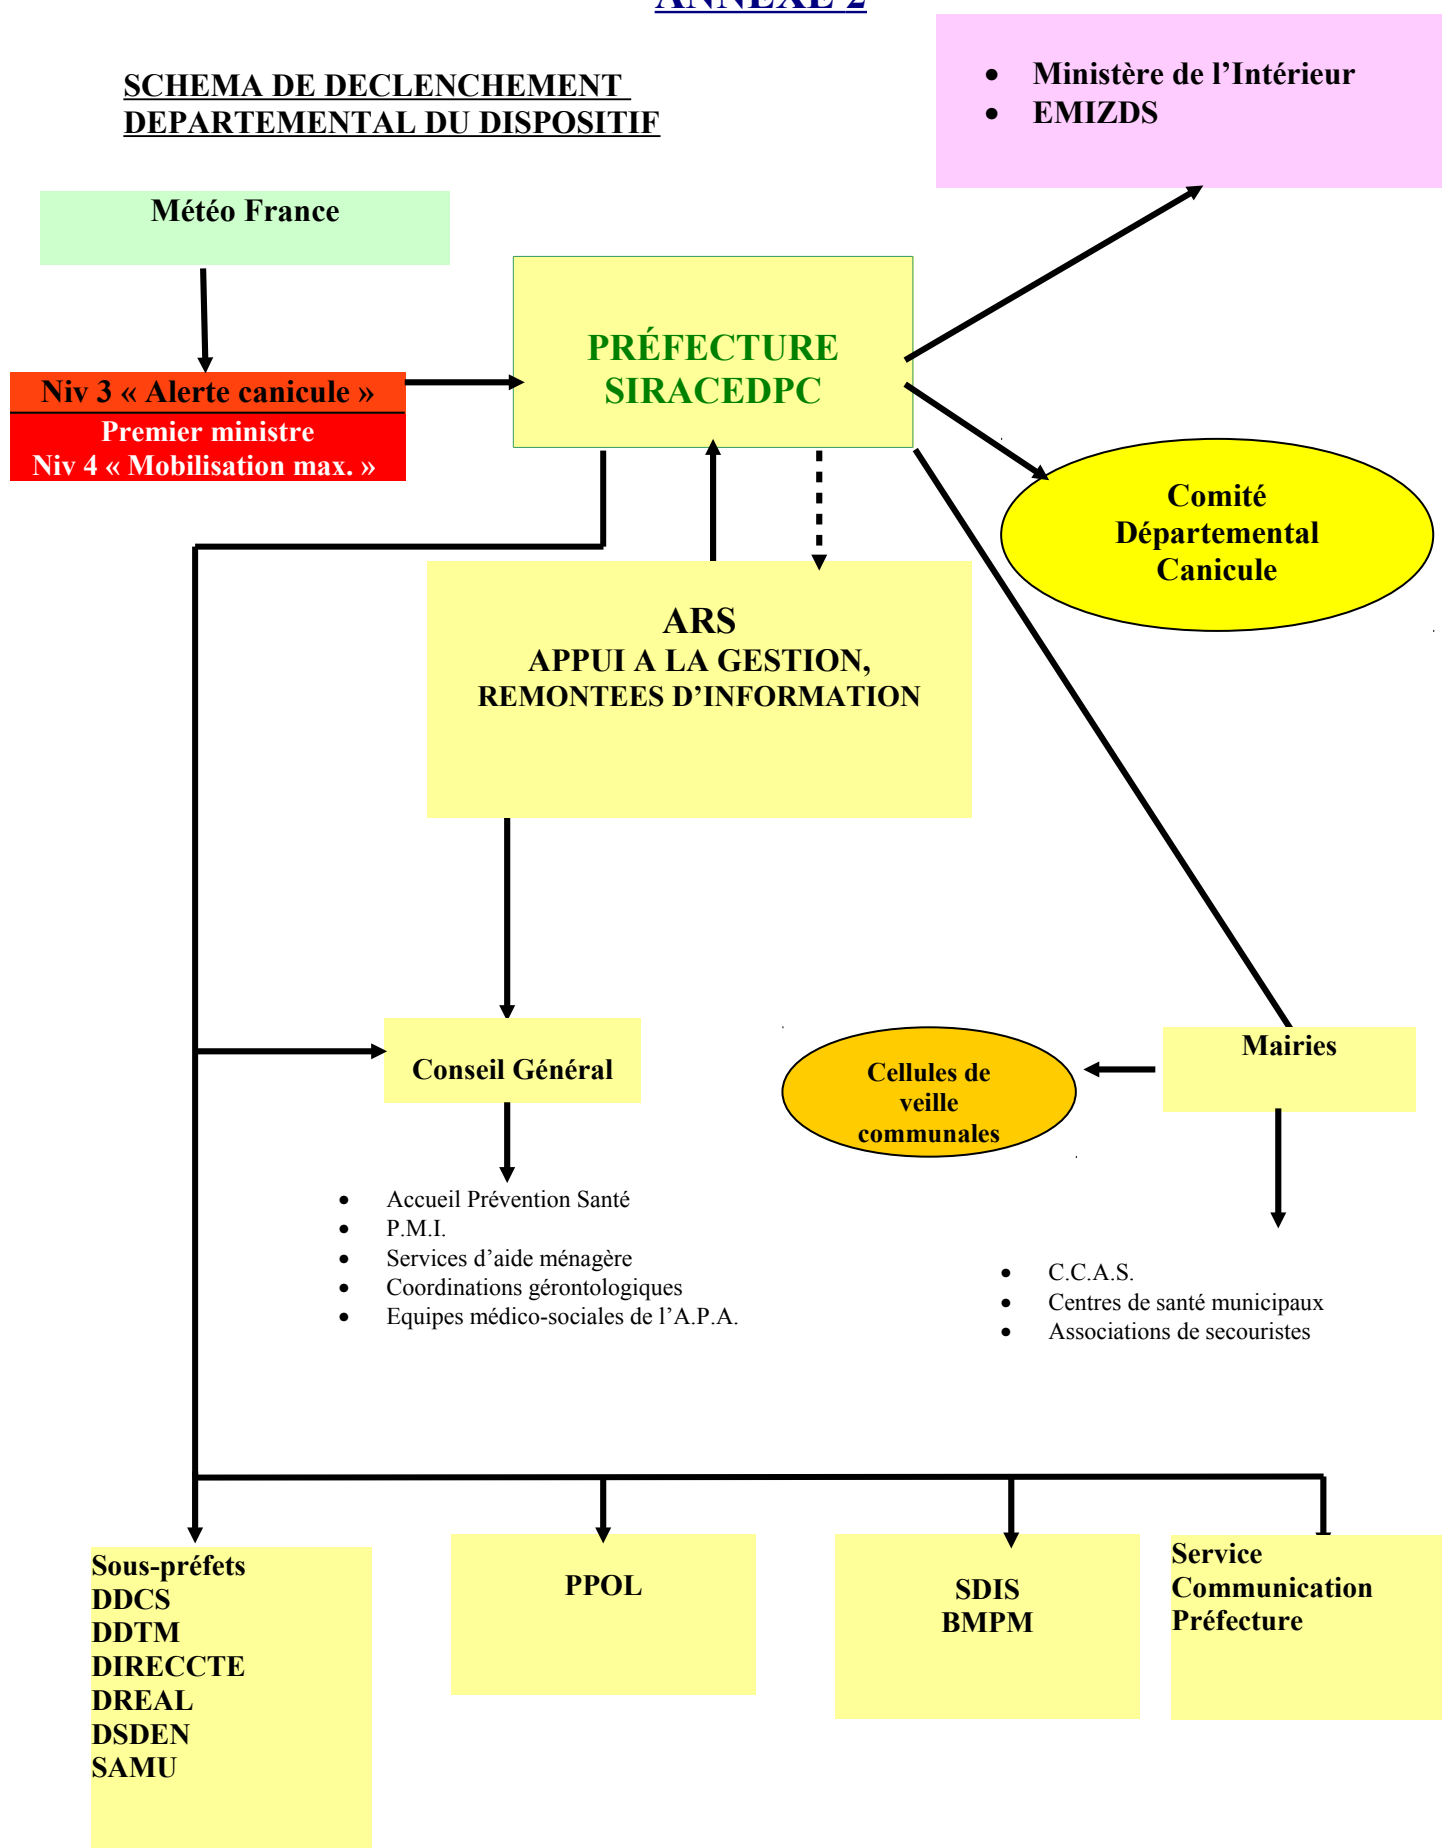 ANNEXE 2
SCHEMA DE DECLENCHEMENT
DEPARTEMENTAL DU DISPOSITIF
• Ministère de l’Intérieur
• EMIZDS
Météo France
PRÉFECTURE
SIRACEDPC
Niv 3 « Alerte canicule »
Premier ministre
Niv 4 « Mobilisation max. »
Comité
Départemental
Canicule
ARS
APPUI A LA GESTION,
REMONTEES D’INFORMATION
Conseil Général
Cellules de
veille
communales
Mairies
• Accueil Prévention Santé
• P.M.I.
• Services d’aide ménagère
• Coordinations gérontologiques
• Equipes médico-sociales de l’A.P.A.
• C.C.A.S.
• Centres de santé municipaux
• Associations de secouristes
Sous-préfets
DDCS
DDTM
DIRECCTE
DREAL
DSDEN
SAMU
PPOL
SDIS
BMPM
Service
Communication
Préfecture